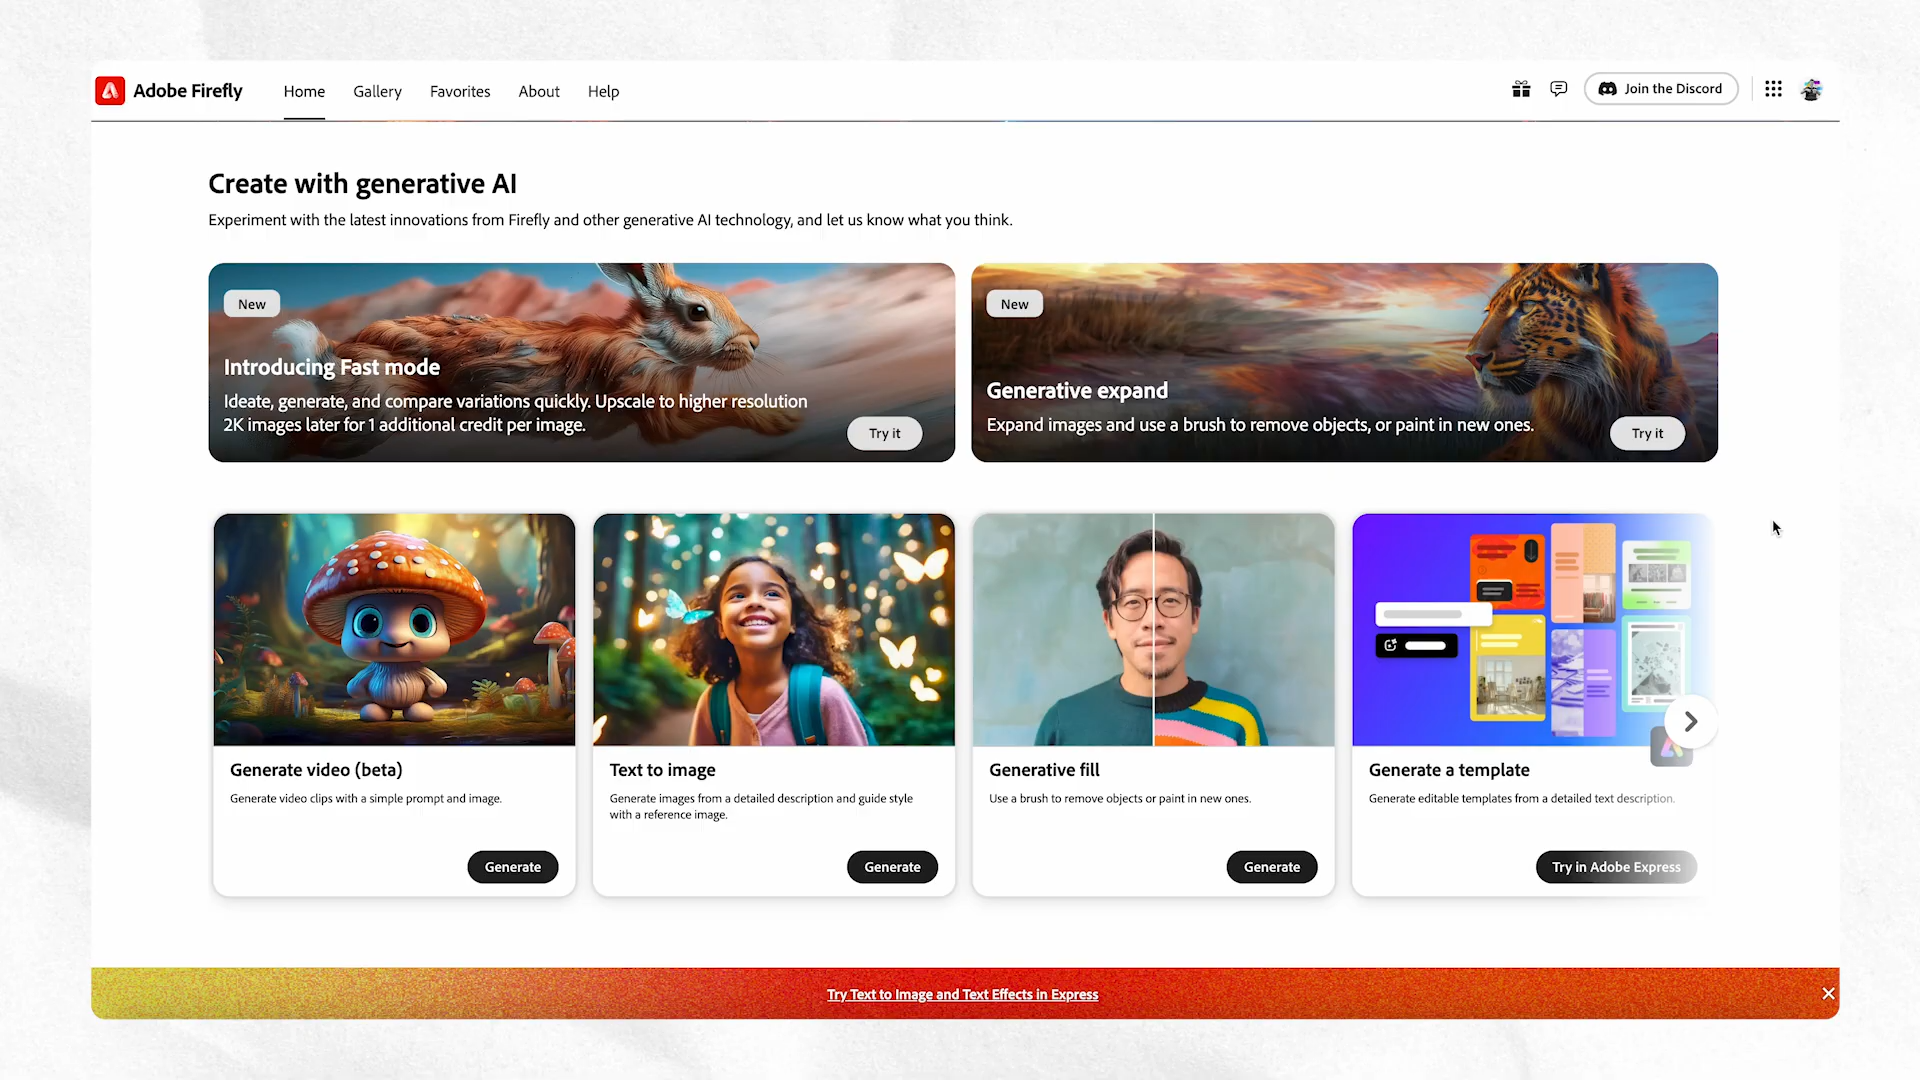 Adobe Firefly
Home
Gallery
Favorites
About
Help
Join the Discord
Create with generative AI
Experiment with the latest innovations from Firefly and other generative AI technology, and let us know what you think.
New
Introducing Fast mode
Ideate, generate, and compare variations quickly. Upscale to higher resolution
2K images later for 1 additional credit per image.
Try it
New
Generative expand
Expand images and use a brush to remove objects, or paint in new ones.
Try it
Generate video (beta)
Generate video clips with a simple prompt and image.
Generate
Text to image
Generate images from a detailed description and guide style
with a reference image.
Generate
Generative fill
Use a brush to remove objects or paint in new ones.
Generate
Generate a template
Generate editable templates from a detailed text description.
Try in Adobe Express
Try Text to Image and Text Effects in Express